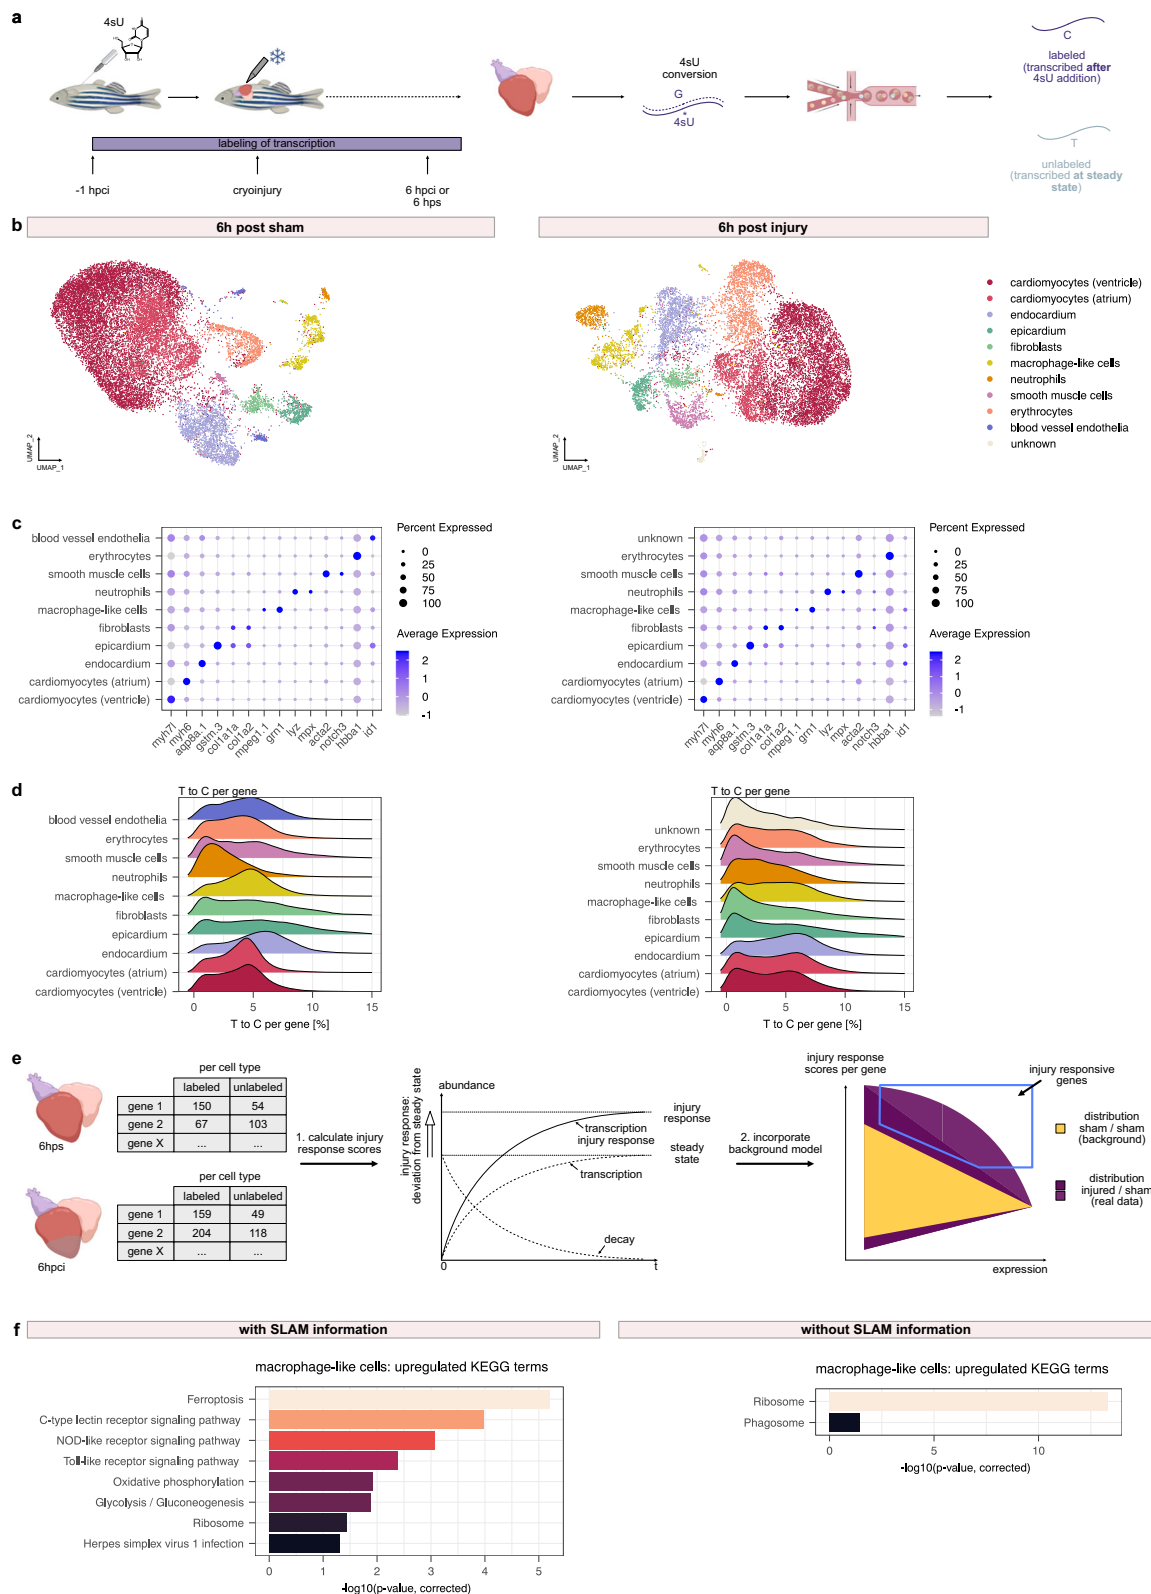 a
4sU
4sU
conversion
G
4sU
C
labeled
(transcribed after
4sU addition)
T
unlabeled
(transcribed at steady
state)
labeling of transcription
-1 hpci
cryoinjury
6 hpci or
6 hps
b
6h post sham
6h post injury
UMAP_2
UMAP_1
UMAP_2
UMAP_1
cardiomyocytes (ventricle)
cardiomyocytes (atrium)
endocardium
epicardium
fibroblasts
macrophage-like cells
neutrophils
smooth muscle cells
erythrocytes
blood vessel endothelia
unknown
c
blood vessel endothelia
erythrocytes
smooth muscle cells
neutrophils
macrophage-like cells
fibroblasts
epicardium
endocardium
cardiomyocytes (atrium)
cardiomyocytes (ventricle)
myh7l
myh6
aqp8a.1
gstm.3
col1a1a
col1a2
mpeg1.1
grn1
lyz
mpx
acta2
notch3
hbba1
id1
Percent Expressed
0
25
50
75
100
Average Expression
2
1
0
-1
unknown
erythrocytes
smooth muscle cells
neutrophils
macrophage-like cells
fibroblasts
epicardium
endocardium
cardiomyocytes (atrium)
cardiomyocytes (ventricle)
myh7l
myh6
aqp8a.1
gstm.3
col1a1a
col1a2
mpeg1.1
grn1
lyz
mpx
acta2
notch3
hbba1
id1
Percent Expressed
0
25
50
75
100
Average Expression
2
1
0
-1
d
T to C per gene
blood vessel endothelia
erythrocytes
smooth muscle cells
neutrophils
macrophage-like cells
fibroblasts
epicardium
endocardium
cardiomyocytes (atrium)
cardiomyocytes (ventricle)
0 5 10 15
T to C per gene [%]
T to C per gene
unknown
erythrocytes
smooth muscle cells
neutrophils
macrophage-like cells
fibroblasts
epicardium
endocardium
cardiomyocytes (atrium)
cardiomyocytes (ventricle)
0 5 10 15
T to C per gene [%]
e
6hps
per cell type
labeled unlabeled
gene 1 150 54
gene 2 67 103
gene X ... ...
6hpci
per cell type
labeled unlabeled
gene 1 159 49
gene 2 204 118
gene X ... ...
1. calculate injury
response scores
injury response:
deviation from steady state
abundance
injury
response
transcription
injury response
steady
state
transcription
decay
0
t
2. incorporate
background model
injury response
scores per gene
injury responsive
genes
distribution
sham / sham
(background)
distribution
injured / sham
(real data)
expression
f
with SLAM information
macrophage-like cells: upregulated KEGG terms
Ferroptosis
C-type lectin receptor signaling pathway
NOD-like receptor signaling pathway
Toll-like receptor signaling pathway
Oxidative phosphorylation
Glycolysis / Gluconeogenesis
Ribosome
Herpes simplex virus 1 infection
0 1 2 3 4 5
-log10(p-value, corrected)
without SLAM information
macrophage-like cells: upregulated KEGG terms
Ribosome
Phagosome
0 5 10
-log10(p-value, corrected)